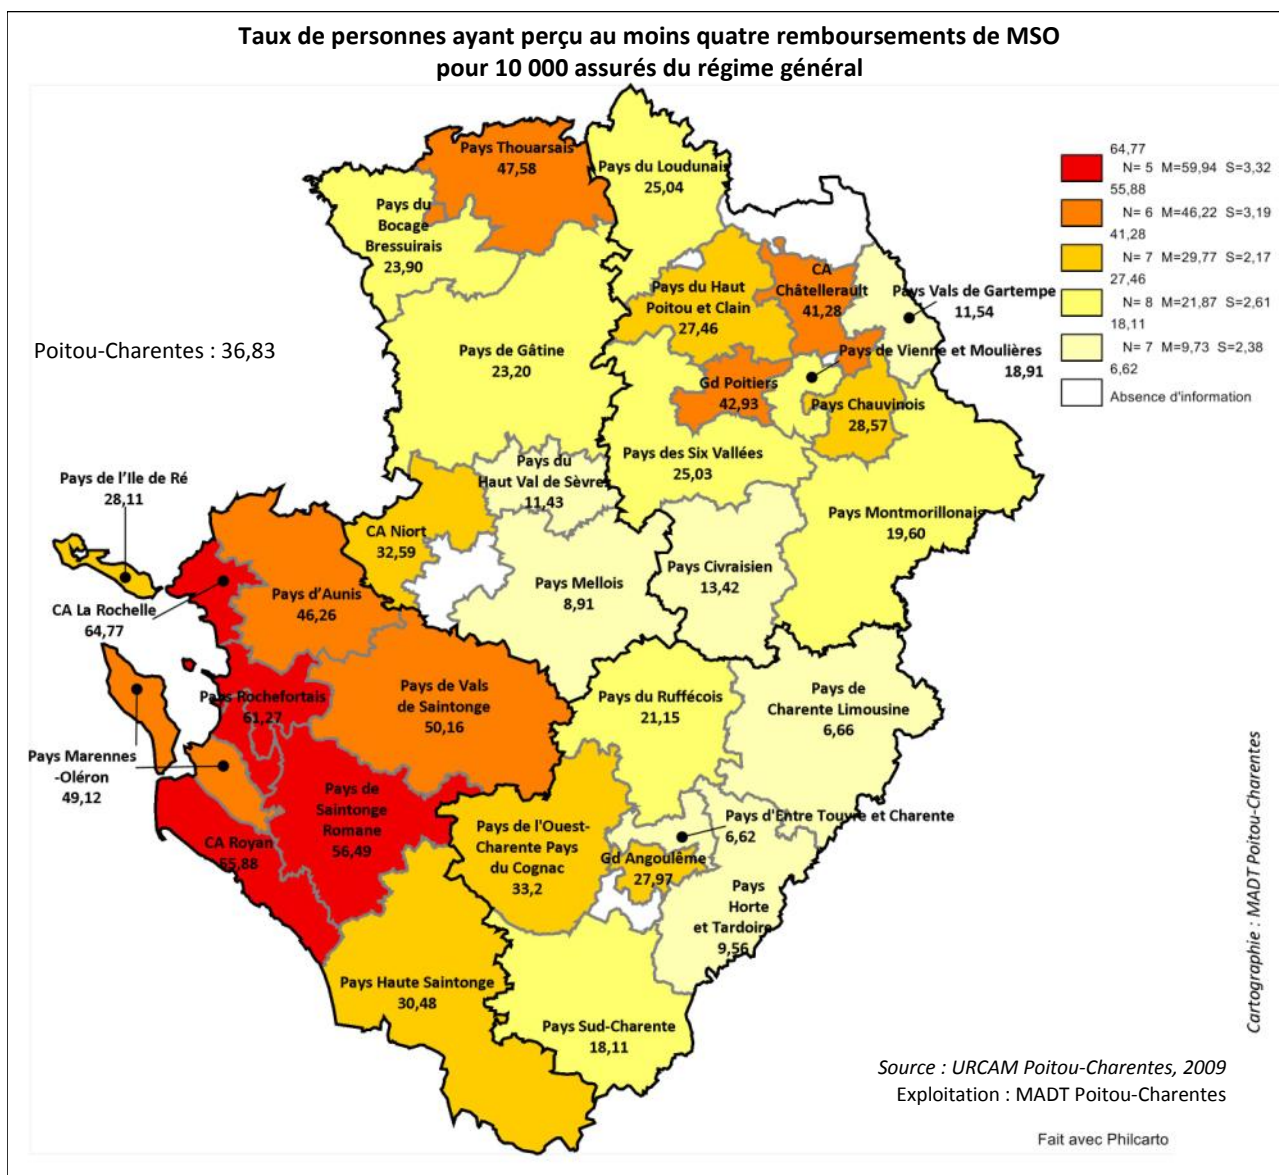 Taux de personnes ayant perçu au moins quatre remboursements de MSO
pour 10 000 assurés du régime général
64,77
N= 5 M=59,94 S=3,32
55,88
N= 6 M=46,22 S=3,19
41,28
N= 7 M=29,77 S=2,17
27,46
N= 8 M=21,87 S=2,61
18,11
N= 7 M=9,73 S=2,38
6,62
Absence d'information
Poitou-Charentes : 36,83
Pays Thouarsais
47,58
Pays du Loudunais
25,04
Pays du
Bocage
Bressuirais
23,90
Pays du Haut
Poitou et Clain
27,46
CA
Châtellerault
41,28
Pays Vals de Gartempe
11,54
Pays de Gâtine
23,20
Pays de Vienne et Moulières
18,91
Gd Poitiers
42,93
Pays Chauvinois
28,57
Pays des Six Vallées
25,03
Pays du
Haut Val de Sèvres
11,43
Pays de l'Ile de Ré
28,11
CA Niort
32,59
Pays Montmorillonais
19,60
Pays Mellois
8,91
Pays Civraisien
13,42
CA La Rochelle
64,77
Pays d'Aunis
46,26
Pays Rochefortais
61,27
Pays de Vals
de Saintonge
50,16
Pays du Ruffécois
21,15
Pays de
Charente Limousine
6,66
Pays Marennes
-Oléron
49,12
Pays de
Saintonge
Romane
56,49
CA Royan
55,88
Pays de l'Ouest-
Charente Pays
du Cognac
33,2
Pays d'Entre Touvre et Charente
6,62
Gd Angoulême
27,97
Pays
Horte
et Tardoire
9,56
Pays Haute Saintonge
30,48
Pays Sud-Charente
18,11
Cartographie : MADT Poitou-Charentes
Source : URCAM Poitou-Charentes, 2009
Exploitation : MADT Poitou-Charentes
Fait avec Philcarto